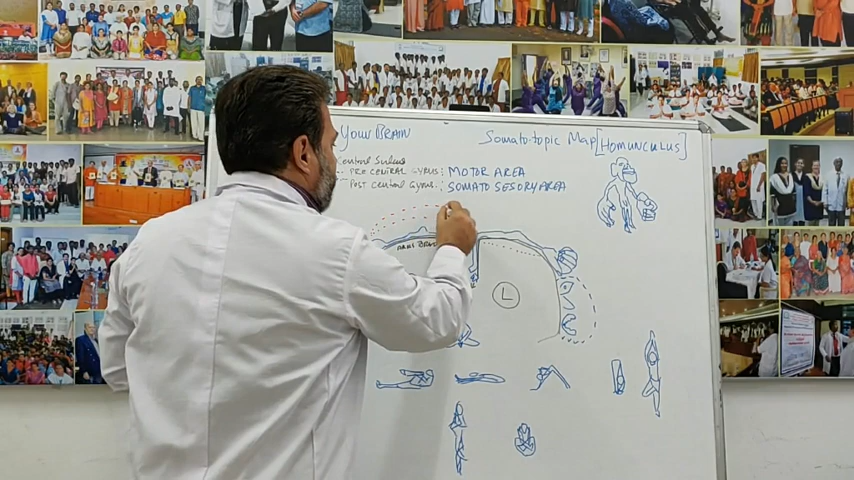 Your BRAIN
Somato topic Map [HOMUNCULUS]
Central Sulcus
PRE CENTRAL GYRUS : MOTOR AREA
Post Central Gyrus : SOMATO SESORY AREA
ARMS
L